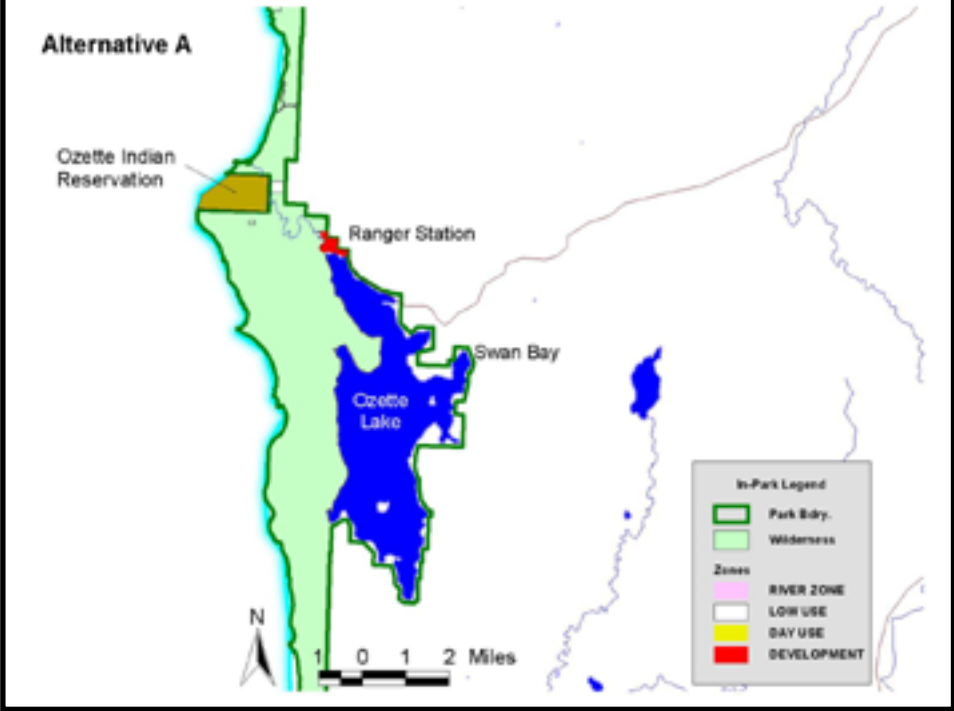 Alternative A
Ozette Indian
Reservation
Ranger Station
Swan Bay
Ozette
Lake
In-Park Legend
Park Bdry.
Wilderness
Zones
RIVER ZONE
LOW USE
DAY USE
DEVELOPMENT
N
1 0 1 2 Miles